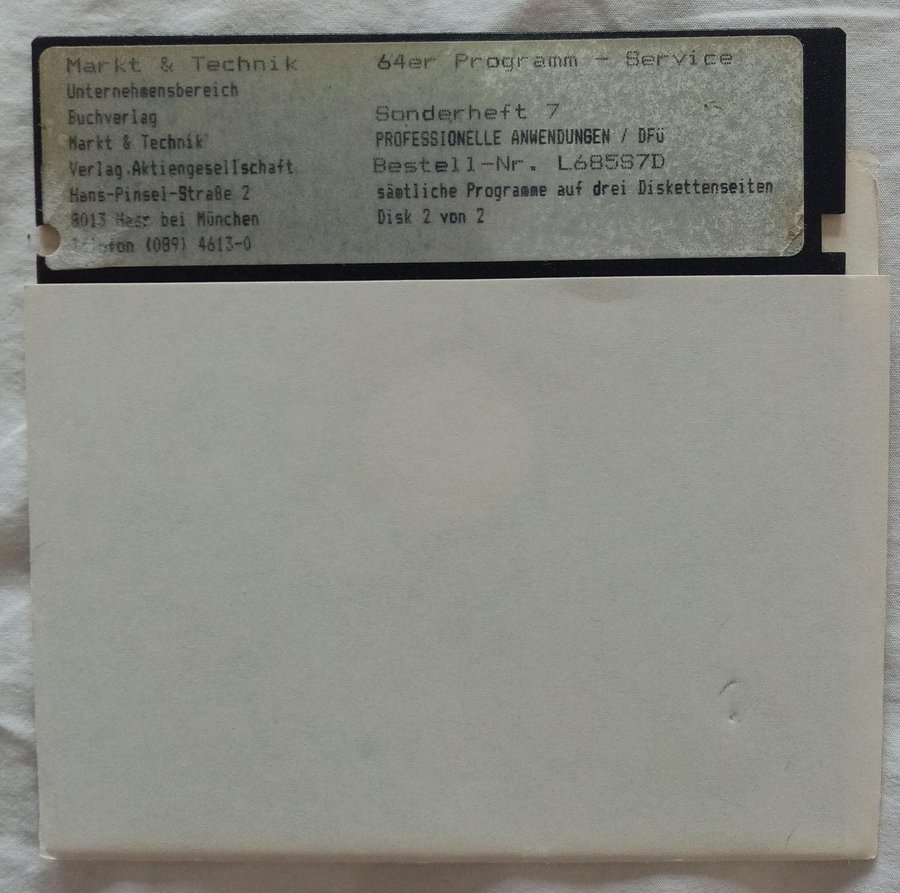 Markt & Technik
Unternehmensbereich
Buchverlag
Markt & Technik
Verlag Aktiengesellschaft
Hans-Pinsel-Straße 2
8013 Haar bei München
Telefon (089) 4613-0
64er Programm - Service
Sonderheft 7
PROFESSIONELLE ANWENDUNGEN / DFÜ
Bestell-Nr. L685S7D
sämtliche Programme auf drei Diskettenseiten
Disk 2 von 2